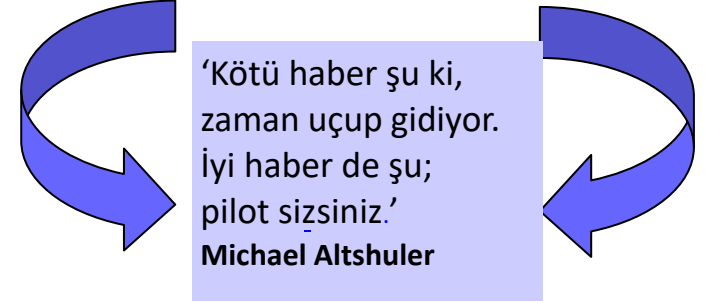 ‘Kötü haber şu ki,
zaman uçup gidiyor.
İyi haber de şu;
pilot sizsiniz.’
Michael Altshuler